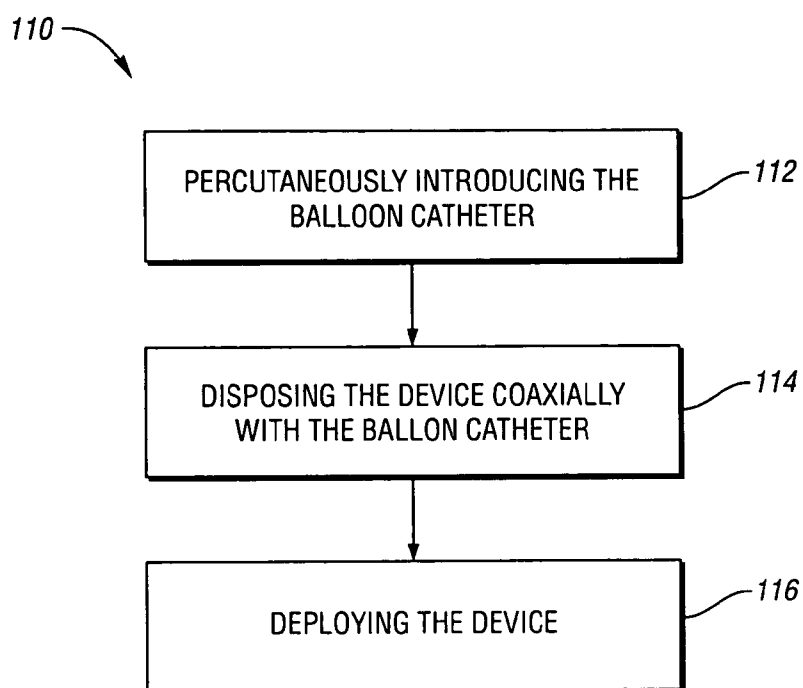 110
PERCUTANEOUSLY INTRODUCING THE
BALLOON CATHETER
112
DISPOSING THE DEVICE COAXIALLY
WITH THE BALLON CATHETER
114
DEPLOYING THE DEVICE
116